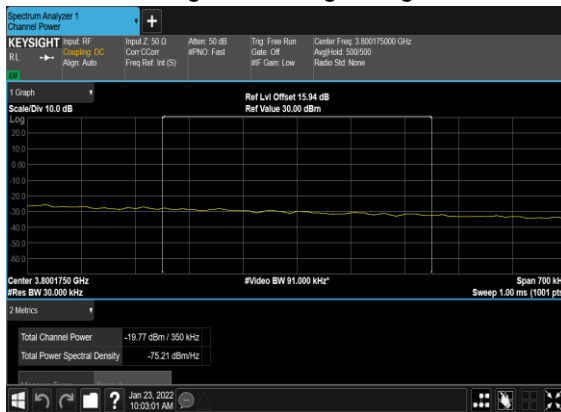 Spectrum Analyzer 1
Channel Power
KEYSIGHT
RL
Input: RF
Coupling: DC
Align: Auto
Input Z: 50 Ω
Corr CCorr
Freq Ref: Int (S)
Atten: 50 dB
#PNO: Fast
Trig: Free Run
Gate: Off
#IF Gain: Low
Center Freq: 3.800175000 GHz
Avg|Hold: 500/500
Radio Std: None
1 Graph
Scale/Div 10.0 dB
Ref Lvl Offset 15.94 dB
Ref Value 30.00 dBm
Log
20.0
10.0
0.00
-10.0
-20.0
-30.0
-40.0
-50.0
-60.0
Center 3.8001750 GHz
#Res BW 30.000 kHz
#Video BW 91.000 kHz*
Span 700 kH
Sweep 1.00 ms (1001 pts
2 Metrics
Total Channel Power -19.77 dBm / 350 kHz
Total Power Spectral Density -75.21 dBm/Hz
?
Jan 23, 2022
10:03:01 AM